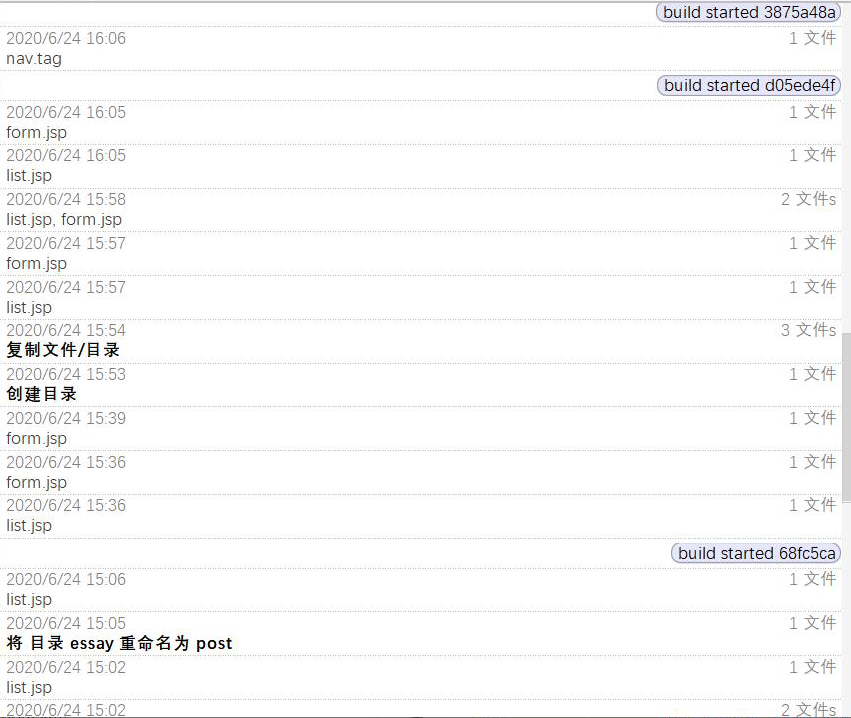 build started 3875a48a
2020/6/24 16:06 1 文件
nav.tag
build started d05ede4f
2020/6/24 16:05 1 文件
form.jsp
2020/6/24 16:05 1 文件
list.jsp
2020/6/24 15:58 2 文件s
list.jsp, form.jsp
2020/6/24 15:57 1 文件
form.jsp
2020/6/24 15:57 1 文件
list.jsp
2020/6/24 15:54 3 文件s
复制文件/目录
2020/6/24 15:53 1 文件
创建目录
2020/6/24 15:39 1 文件
form.jsp
2020/6/24 15:36 1 文件
form.jsp
2020/6/24 15:36 1 文件
list.jsp
build started 68fc5ca
2020/6/24 15:06 1 文件
list.jsp
2020/6/24 15:05 1 文件
将 目录 essay 重命名为 post
2020/6/24 15:02 1 文件
list.jsp
2020/6/24 15:02 2 文件s